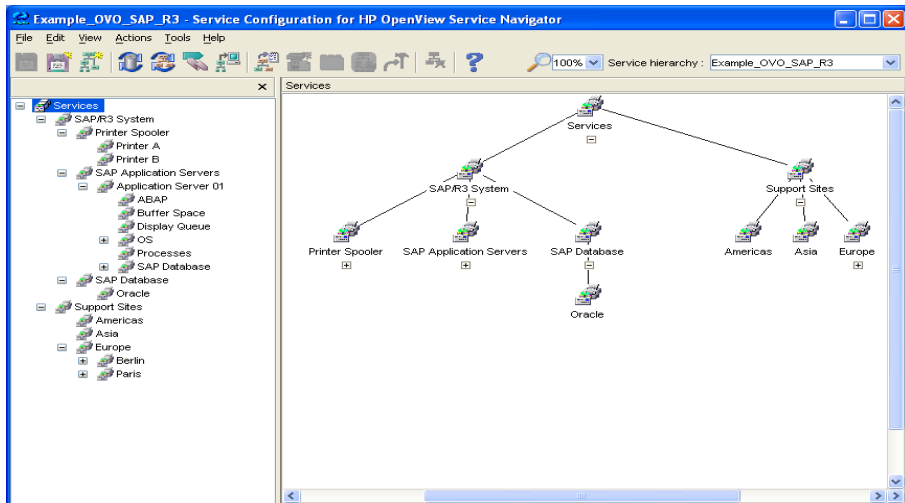 Example_OVO_SAP_R3 - Service Configuration for HP OpenView Service Navigator
File Edit View Actions Tools Help
100% Service hierarchy : Example_OVO_SAP_R3
Services
SAP/R3 System
Printer Spooler
Printer A
Printer B
SAP Application Servers
Application Server 01
ABAP
Buffer Space
Display Queue
OS
Processes
SAP Database
SAP Database
Oracle
Support Sites
Americas
Asia
Europe
Berlin
Paris
Services
Services
SAP/R3 System Support Sites
Printer Spooler SAP Application Servers SAP Database Americas Asia Europe
Oracle